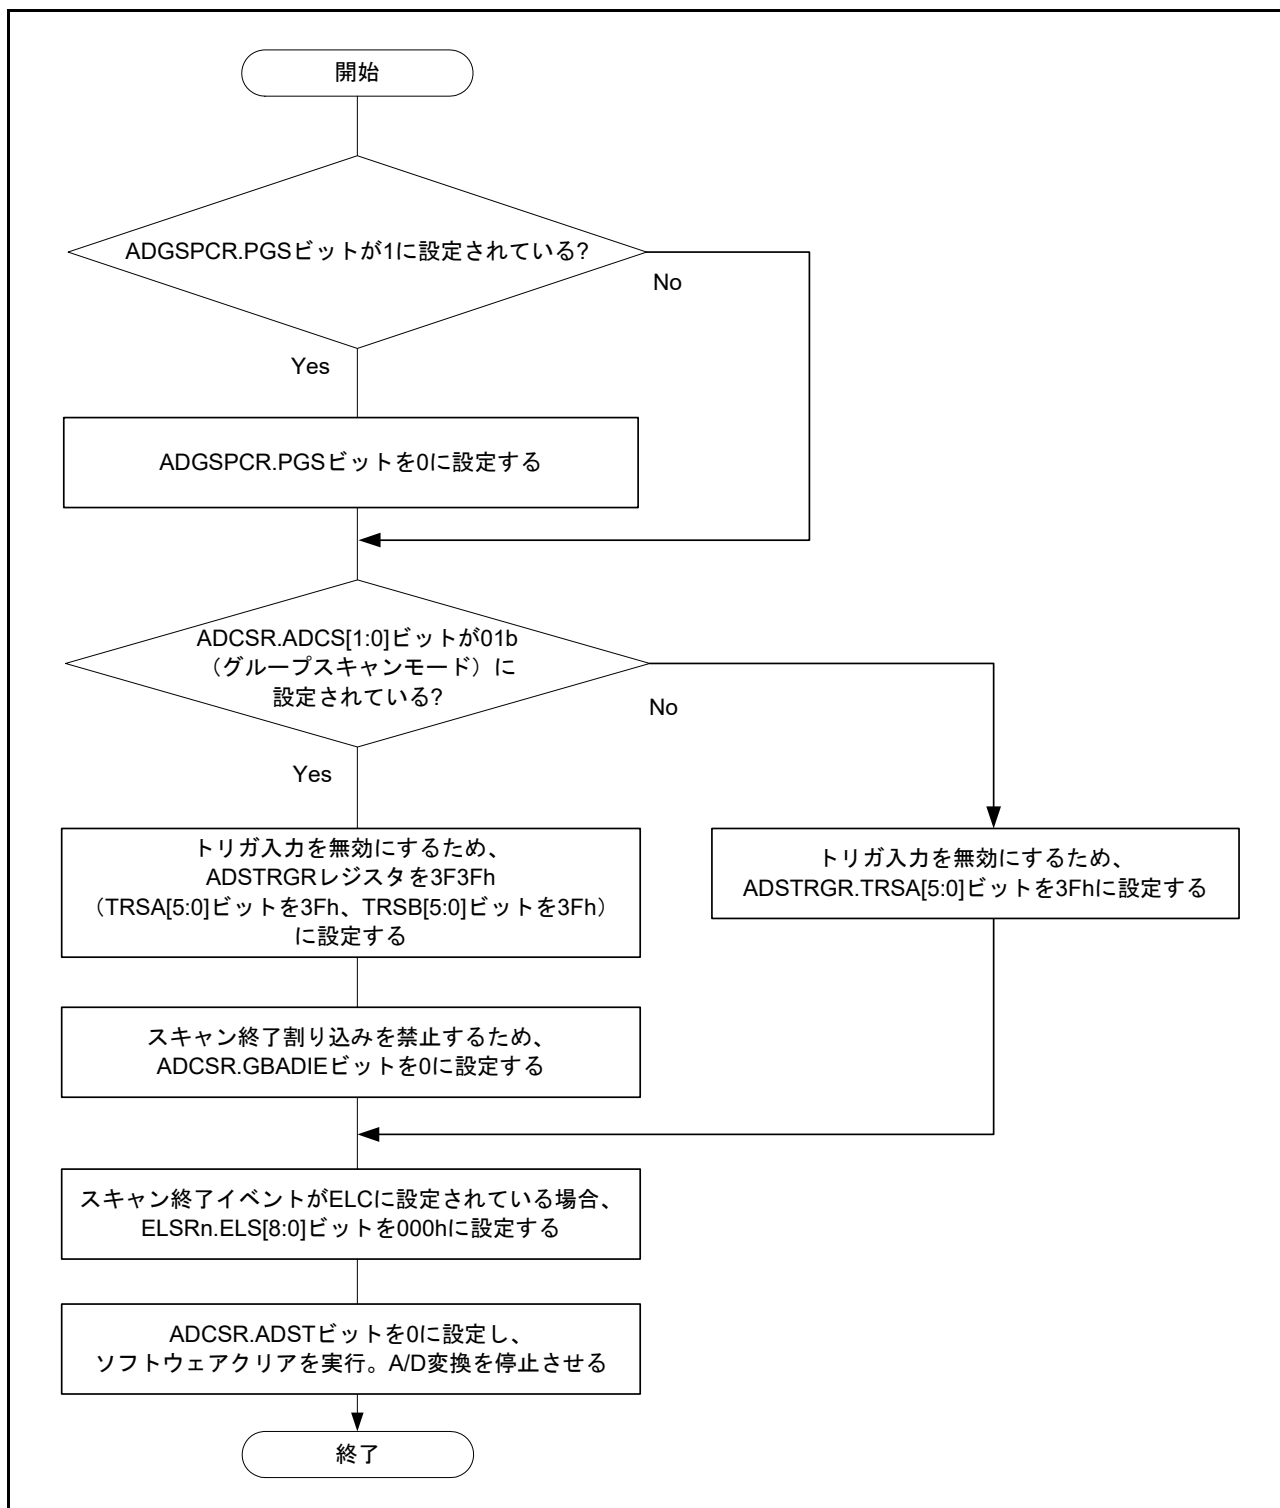 開始
ADGSPCR.PGSビットが1に設定されている?
No
Yes
ADGSPCR.PGSビットを0に設定する
ADCSR.ADCS[1:0]ビットが01b
（グループスキャンモード）に
設定されている?
No
Yes
トリガ入力を無効にするため、
ADSTRGRレジスタを3F3Fh
（TRSA[5:0]ビットを3Fh、TRSB[5:0]ビットを3Fh）
に設定する
トリガ入力を無効にするため、
ADSTRGR.TRSA[5:0]ビットを3Fhに設定する
スキャン終了割り込みを禁止するため、
ADCSR.GBADIEビットを0に設定する
スキャン終了イベントがELCに設定されている場合、
ELSRn.ELS[8:0]ビットを000hに設定する
ADCSR.ADSTビットを0に設定し、
ソフトウェアクリアを実行。A/D変換を停止させる
終了